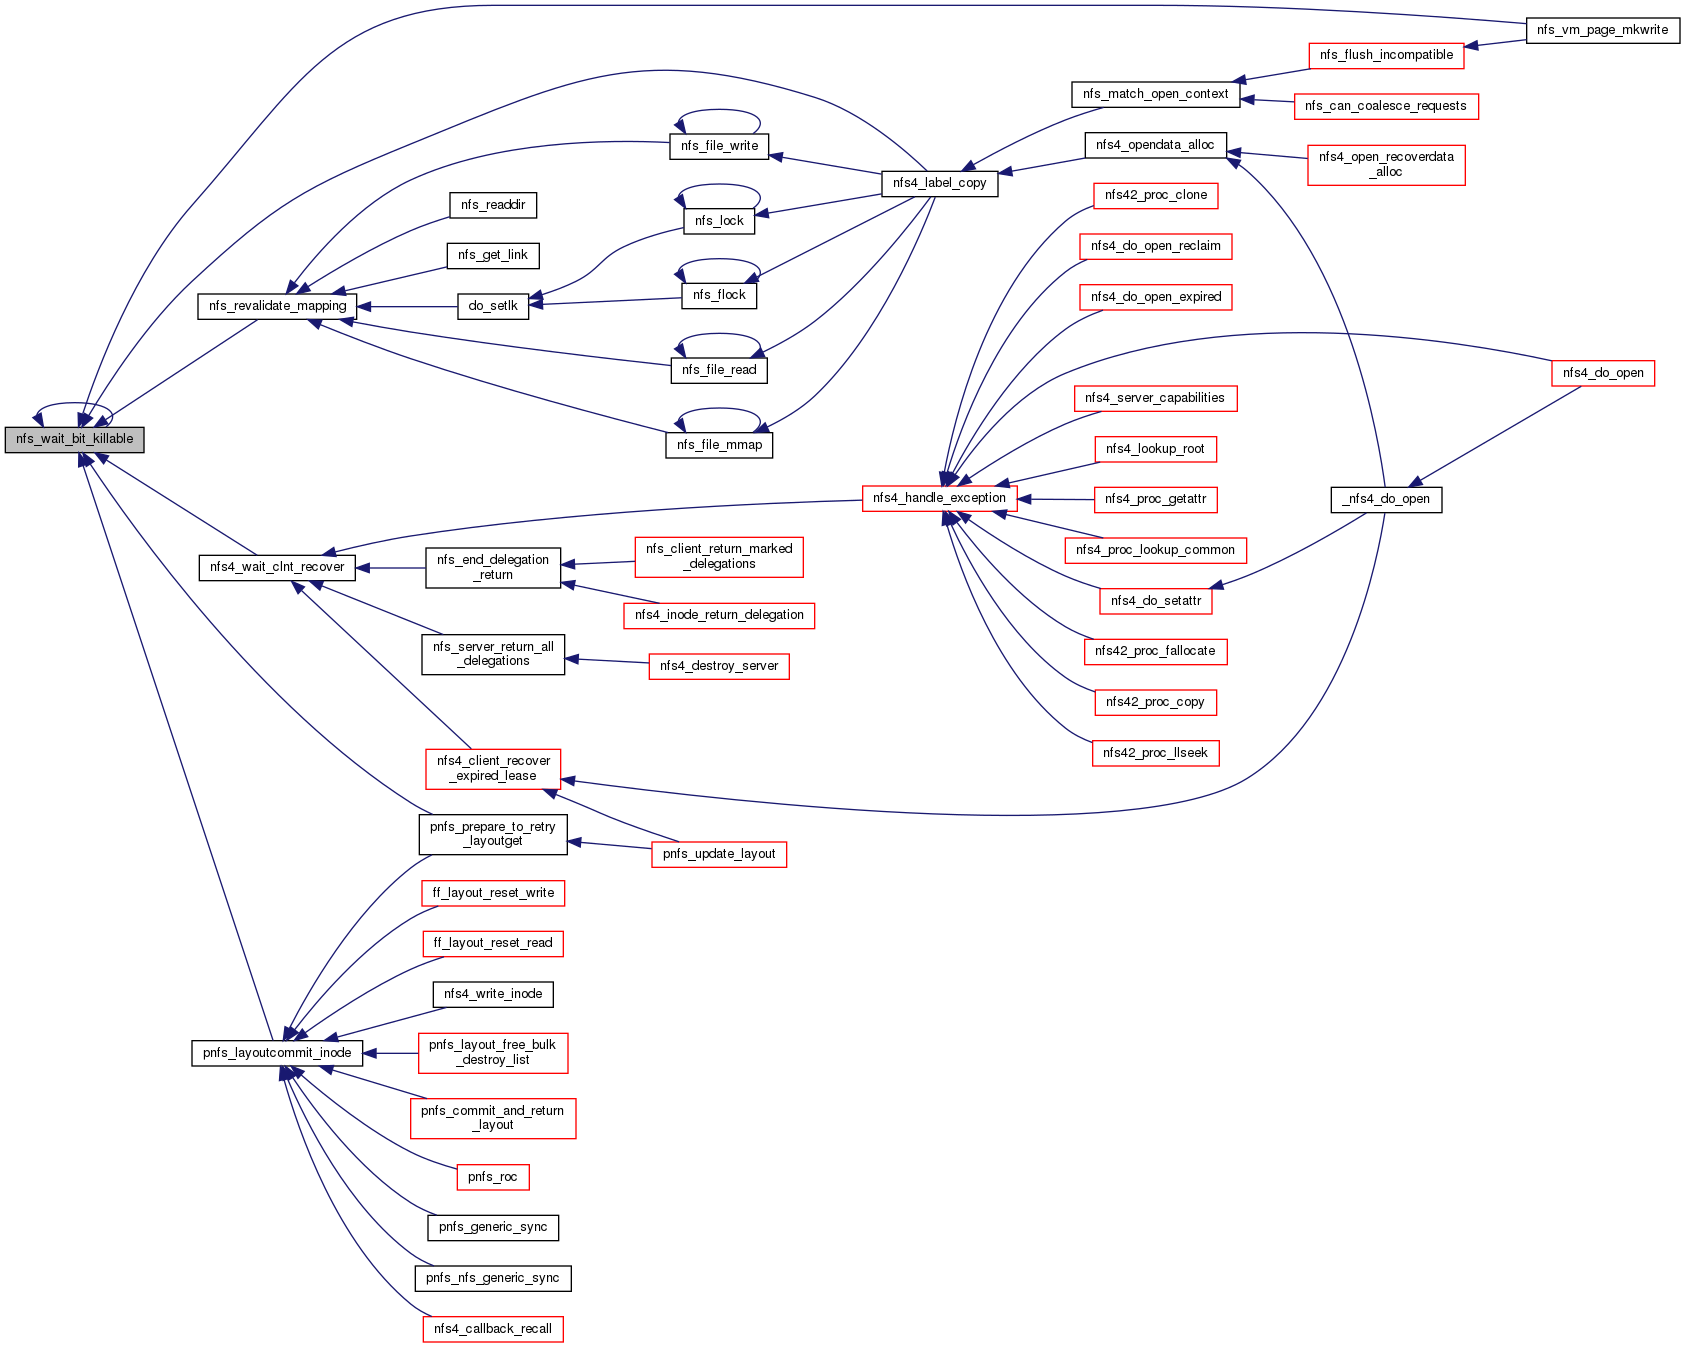 nfs_vm_page_mkwrite
nfs_flush_incompatible
nfs_match_open_context
nfs_can_coalesce_requests
nfs_file_write
nfs4_opendata_alloc
nfs4_open_recoverdata
_alloc
nfs4_label_copy
nfs42_proc_clone
nfs_readdir
nfs_lock
nfs4_do_open_reclaim
nfs_get_link
nfs_flock
nfs4_do_open_expired
nfs_revalidate_mapping
do_setlk
nfs_file_read
nfs4_do_open
nfs4_server_capabilities
nfs_wait_bit_killable
nfs_file_mmap
nfs4_lookup_root
nfs4_handle_exception
nfs4_proc_getattr
_nfs4_do_open
nfs4_proc_lookup_common
nfs4_wait_clnt_recover
nfs_end_delegation
_return
nfs_client_return_marked
_delegations
nfs4_do_setattr
nfs4_inode_return_delegation
nfs_server_return_all
_delegations
nfs42_proc_fallocate
nfs4_destroy_server
nfs42_proc_copy
nfs42_proc_llseek
nfs4_client_recover
_expired_lease
pnfs_prepare_to_retry
_layoutget
pnfs_update_layout
ff_layout_reset_write
ff_layout_reset_read
nfs4_write_inode
pnfs_layoutcommit_inode
pnfs_layout_free_bulk
_destroy_list
pnfs_commit_and_return
_layout
pnfs_roc
pnfs_generic_sync
pnfs_nfs_generic_sync
nfs4_callback_recall